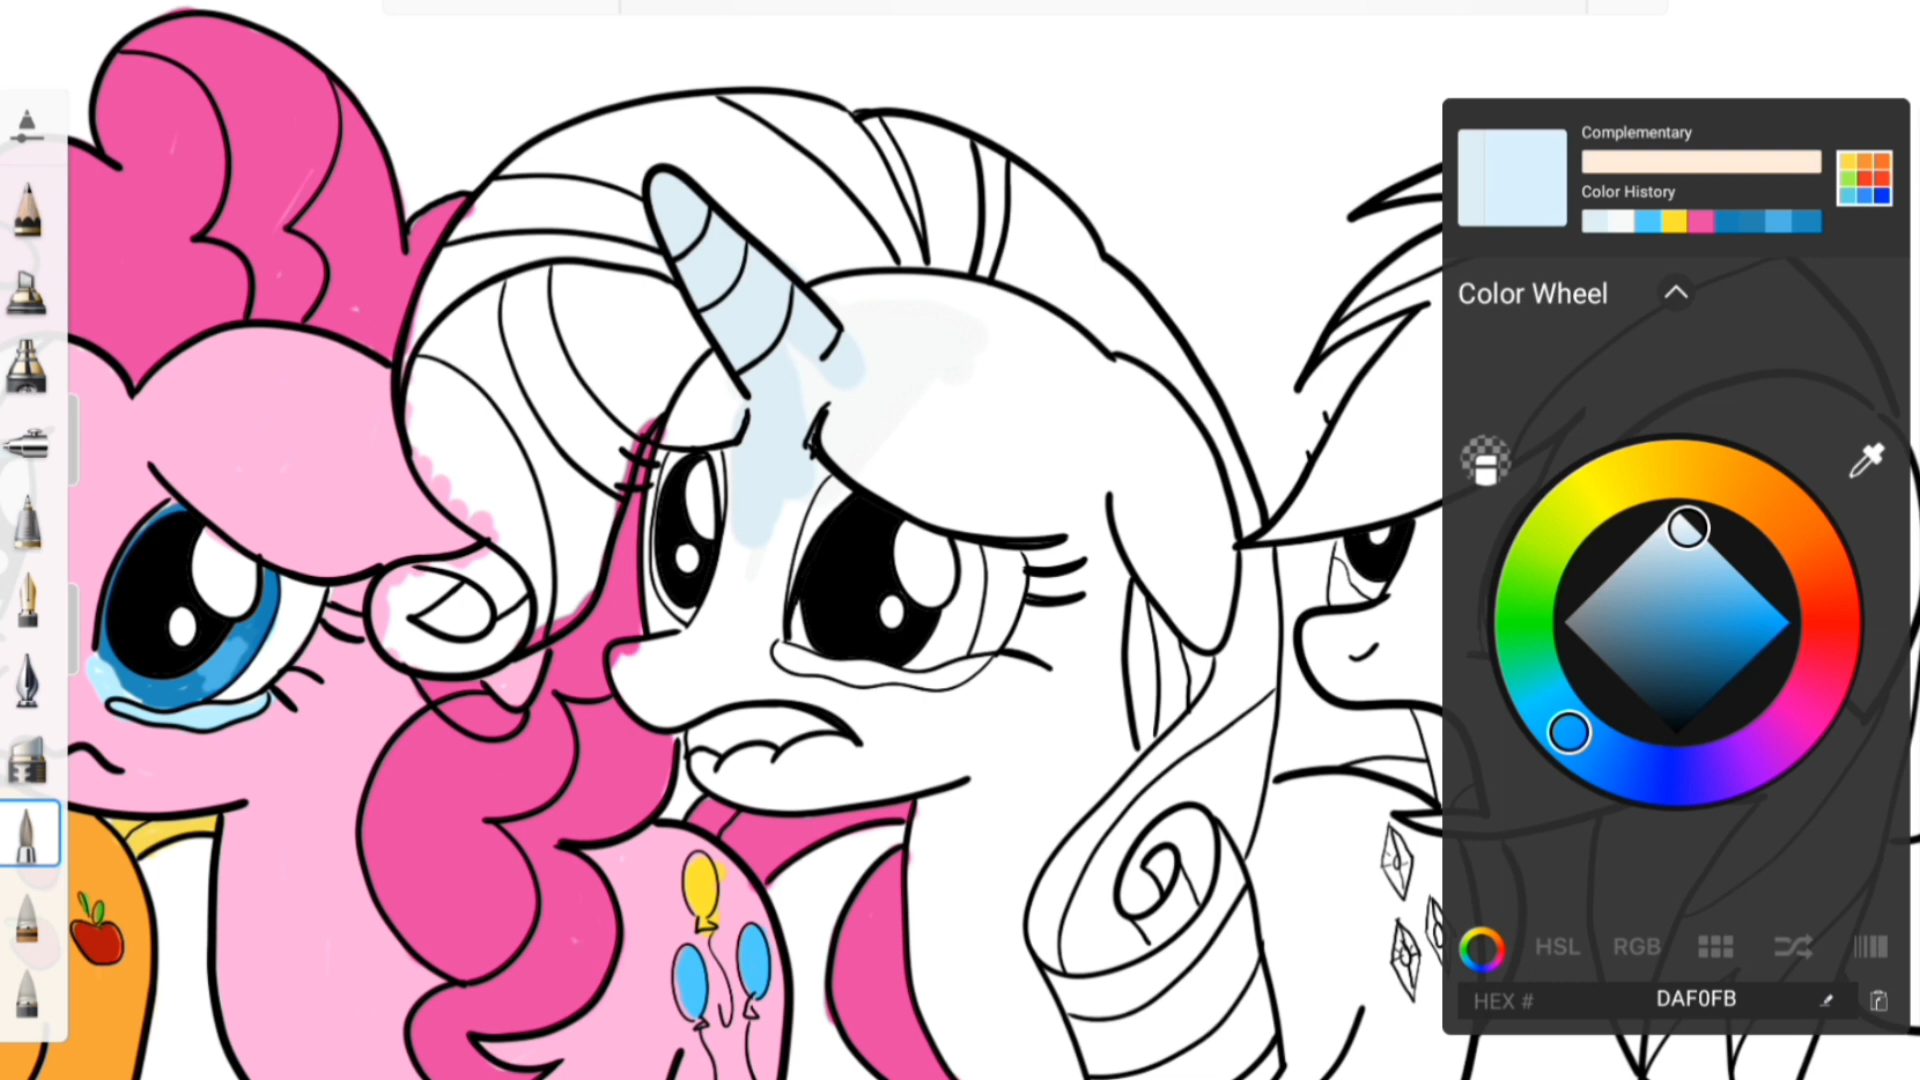 Complementary
Color History
Color Wheel
HSL RGB
HEX # DAF0FB